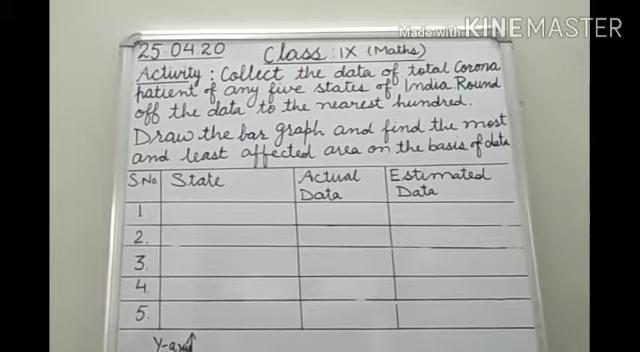 Made with KINEMASTER
25.04.20 Class : IX (Maths)
Activity : Collect the data of total Corona
patient of any five states of India Round
off the data to the nearest hundred.
Draw the bar graph and find the most
and least affected area on the basis of data
S.No. State Actual Data Estimated Data
1
2.
3.
4.
5.
Y-axis